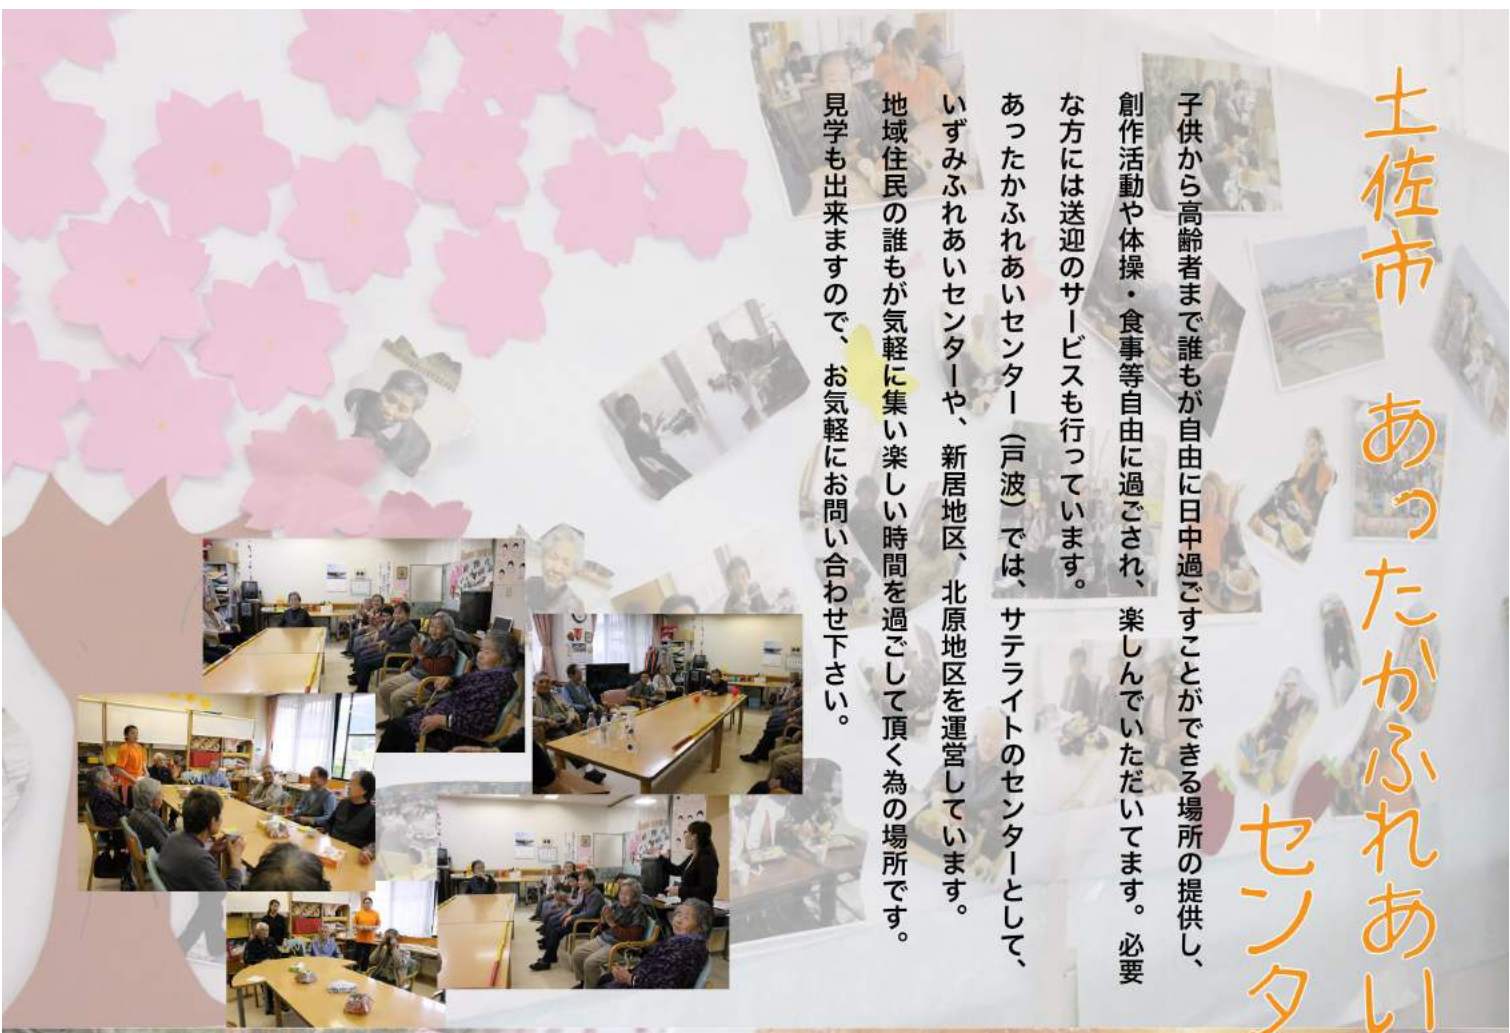 土佐市 あったかふれあい
センタ
子供から高齢者まで誰もが自由に日中過ごすことができる場所の提供し、
創作活動や体操・食事等自由に過ごされ、楽しんでいただいてます。必要
な方には送迎のサービスも行っています。
あったかふれあいセンター（戸波）では、サテライトのセンターとして、
いずみふれあいセンターや、新居地区、北原地区を運営しています。
地域住民の誰もが気軽に集い楽しい時間を過ごして頂く為の場所です。
見学も出来ますので、お気軽にお問い合わせ下さい。